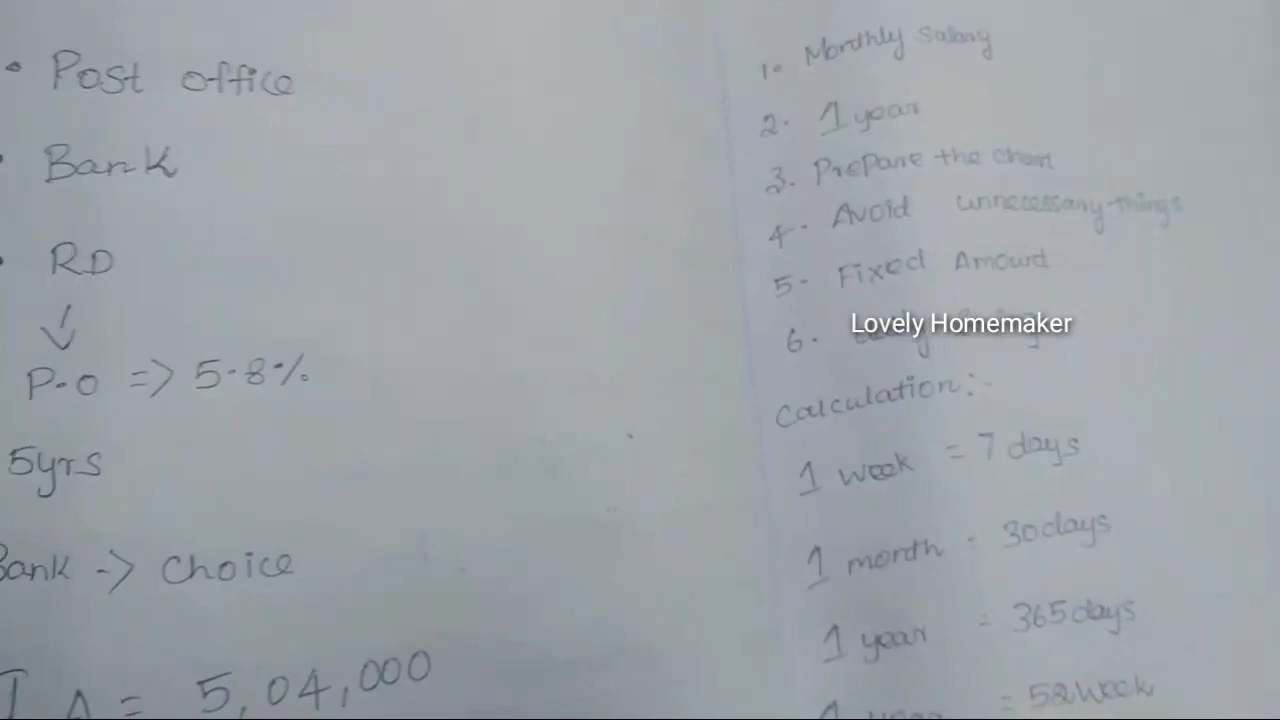 • Post office
• Bank
• RD
↓
P.O => 5.8%
5yrs
Bank -> Choice
A = 5,04,000
1. Monthly Salary
2. 1 year
3. Prepare the
4. Avoid unnecessary things
5. Fixed Amount
6.
Lovely Homemaker
Calculation:-
1 week = 7 days
1 month = 30days
1 year = 365days
1 year = 52week